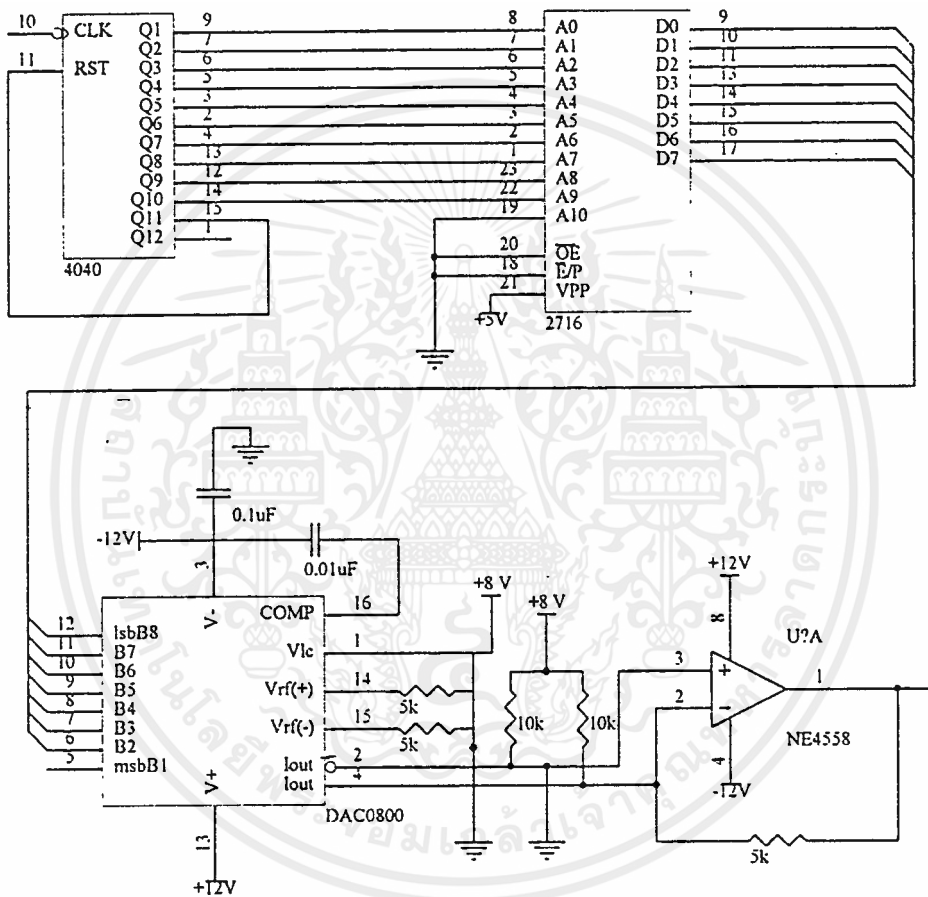 10 CLK Q1 9 8 A0 D0 9
Q2 7 7 A1 D1 10
11 RST Q3 6 6 A2 D2 11
Q4 5 5 A3 D3 13
Q5 3 4 A4 D4 14
Q6 2 3 A5 D5 15
Q7 4 2 A6 D6 16
Q8 13 1 A7 D7 17
Q9 12 23 A8
Q10 14 22 A9
Q11 15 19 A10
Q12 1
20 OE
18 E/P
21 VPP
4040
+5V
2716
0.1uF
-12V
0.01uF
3
V-
COMP 16
+8 V
+8 V
+12V
8
U?A
12 lsbB8
11 B7
10 B6
9 B5
8 B4
7 B3
6 B2
5 msbB1
Vlc 1
Vrf(+) 14 5k
Vrf(-) 15 5k
Iout 2
Iout 4
10k
10k
3 +
2 -
1
NE4558
4
-12V
V+
DAC0800
13
+12V
5k